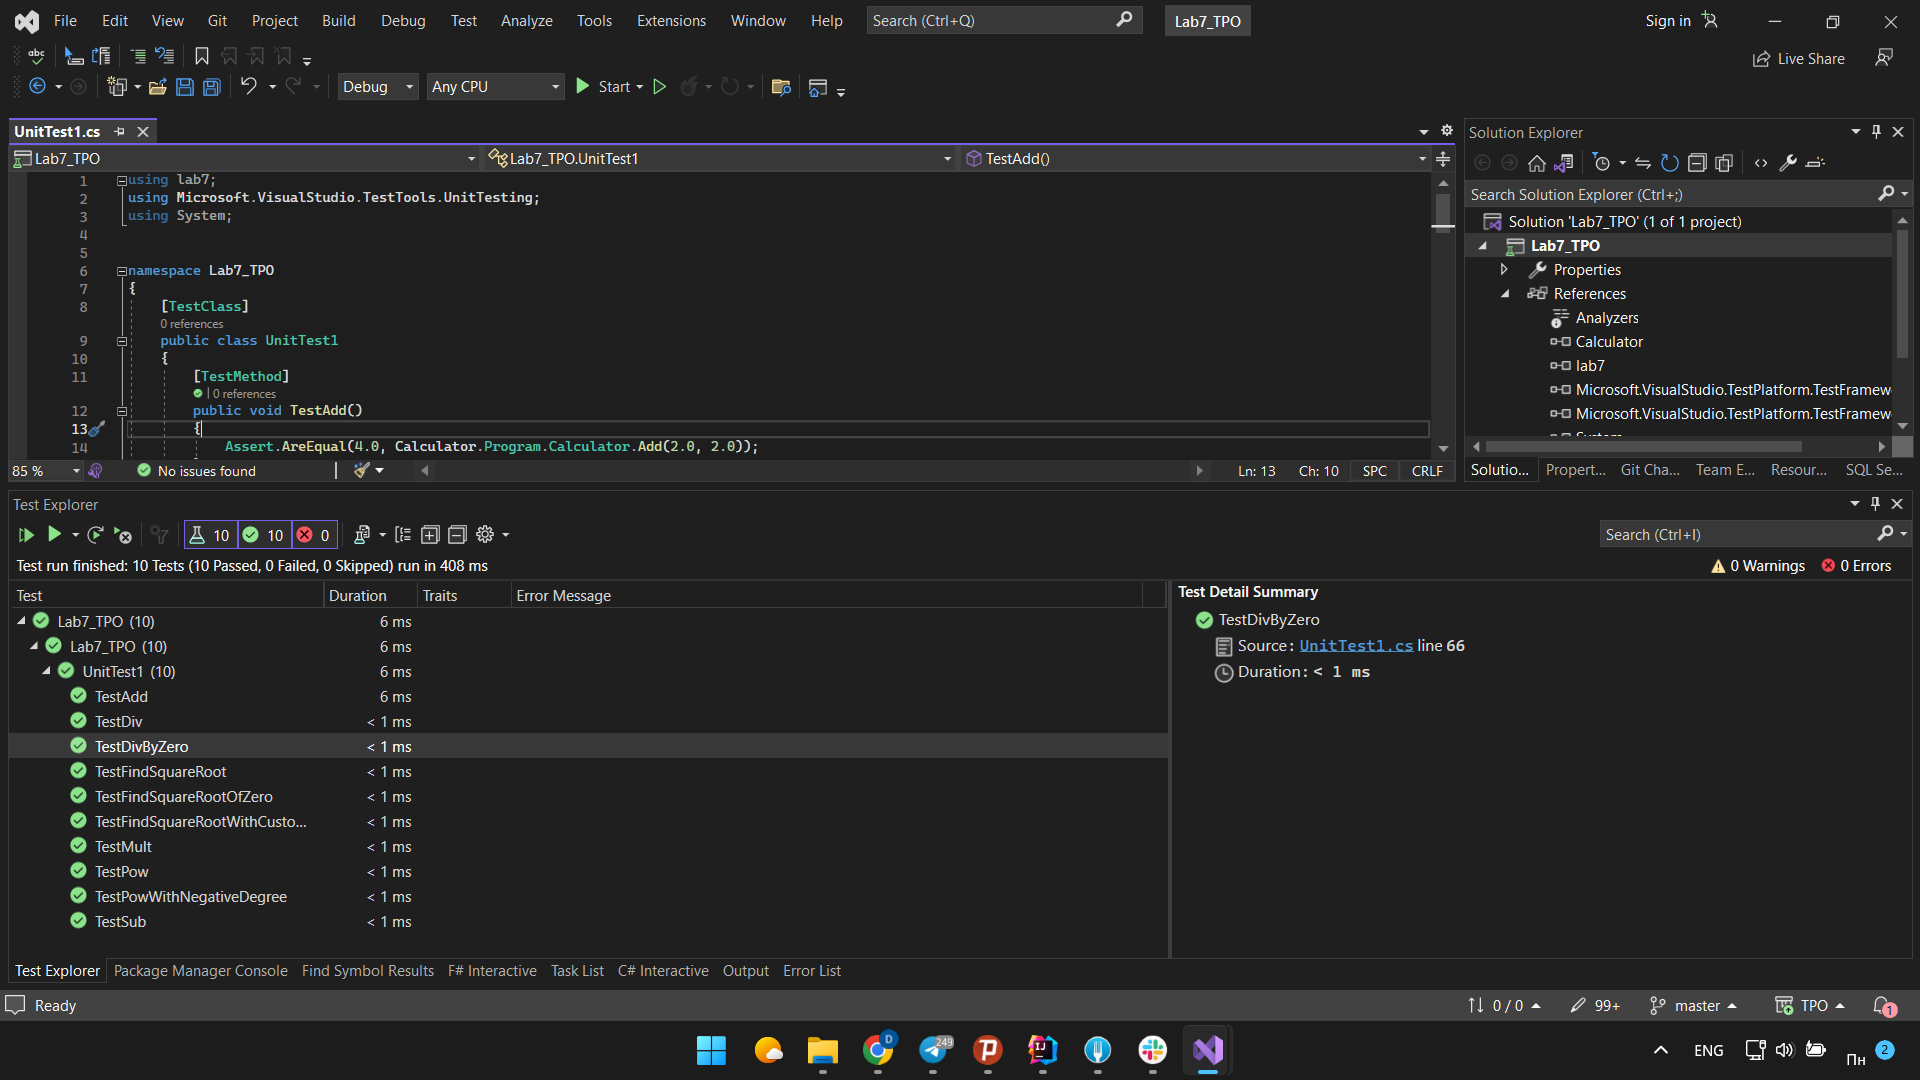 File Edit View Git Project Build Debug Test Analyze Tools Extensions Window Help Search (Ctrl+Q) Lab7_TPO Sign in
abc Live Share
Debug Any CPU Start
UnitTest1.cs
Lab7_TPO Lab7_TPO.UnitTest1 TestAdd()
1 using lab7;
2 using Microsoft.VisualStudio.TestTools.UnitTesting;
3 using System;
4
5
6 namespace Lab7_TPO
7 {
8 [TestClass]
0 references
9 public class UnitTest1
10 {
11 [TestMethod]
| 0 references
12 public void TestAdd()
13 {
14 Assert.AreEqual(4.0, Calculator.Program.Calculator.Add(2.0, 2.0));
85 % No issues found Ln: 13 Ch: 10 SPC CRLF
Solution Explorer
Search Solution Explorer (Ctrl+;)
Solution 'Lab7_TPO' (1 of 1 project)
Lab7_TPO
Properties
References
Analyzers
Calculator
lab7
Microsoft.VisualStudio.TestPlatform.TestFramew
Microsoft.VisualStudio.TestPlatform.TestFramew
Solutio... Propert... Git Cha... Team E... Resour... SQL Se...
Test Explorer
10 10 0 Search (Ctrl+I)
Test run finished: 10 Tests (10 Passed, 0 Failed, 0 Skipped) run in 408 ms 0 Warnings 0 Errors
Test Duration Traits Error Message
Lab7_TPO (10) 6 ms
Lab7_TPO (10) 6 ms
UnitTest1 (10) 6 ms
TestAdd 6 ms
TestDiv < 1 ms
TestDivByZero < 1 ms
TestFindSquareRoot < 1 ms
TestFindSquareRootOfZero < 1 ms
TestFindSquareRootWithCusto... < 1 ms
TestMult < 1 ms
TestPow < 1 ms
TestPowWithNegativeDegree < 1 ms
TestSub < 1 ms
Test Detail Summary
TestDivByZero
Source: UnitTest1.cs line 66
Duration: < 1 ms
Test Explorer Package Manager Console Find Symbol Results F# Interactive Task List C# Interactive Output Error List
Ready 0 / 0 99+ master TPO 1
D 249 IJ ENG Пн 2